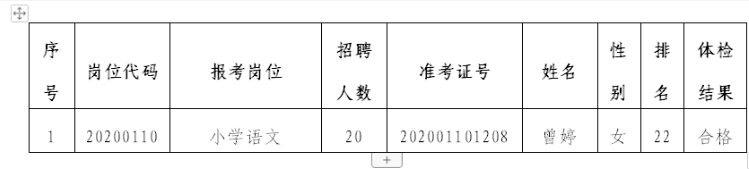 序号 岗位代码 报考岗位 招聘人数 准考证号 姓名 性别 排名 体检结果
1 20200110 小学语文 20 202001101208 曾婷 女 22 合格